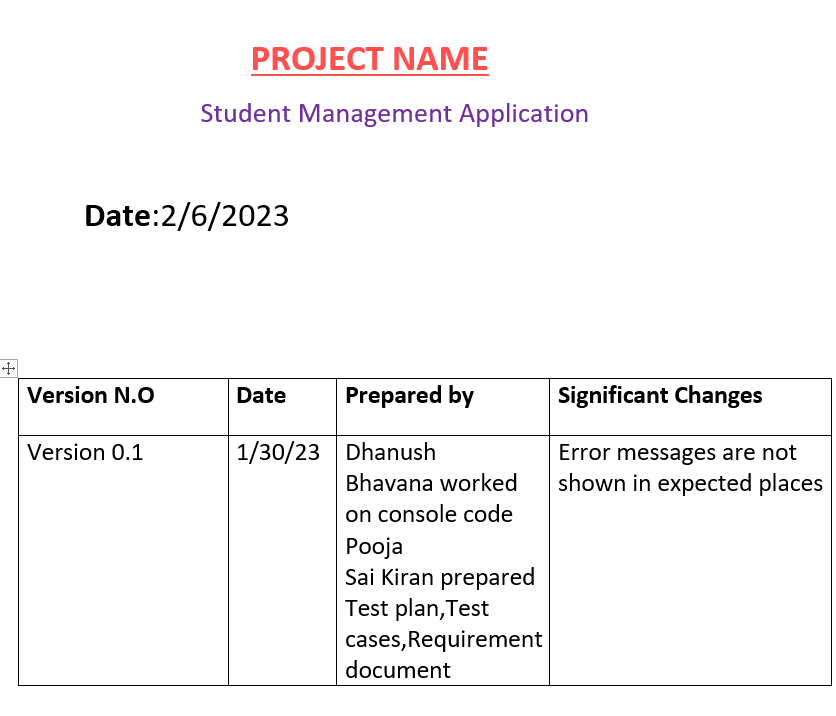 PROJECT NAME
Student Management Application
Date:2/6/2023
Version N.O Date Prepared by Significant Changes
Version 0.1 1/30/23 Dhanush Error messages are not
Bhavana worked shown in expected places
on console code
Pooja
Sai Kiran prepared
Test plan,Test
cases,Requirement
document